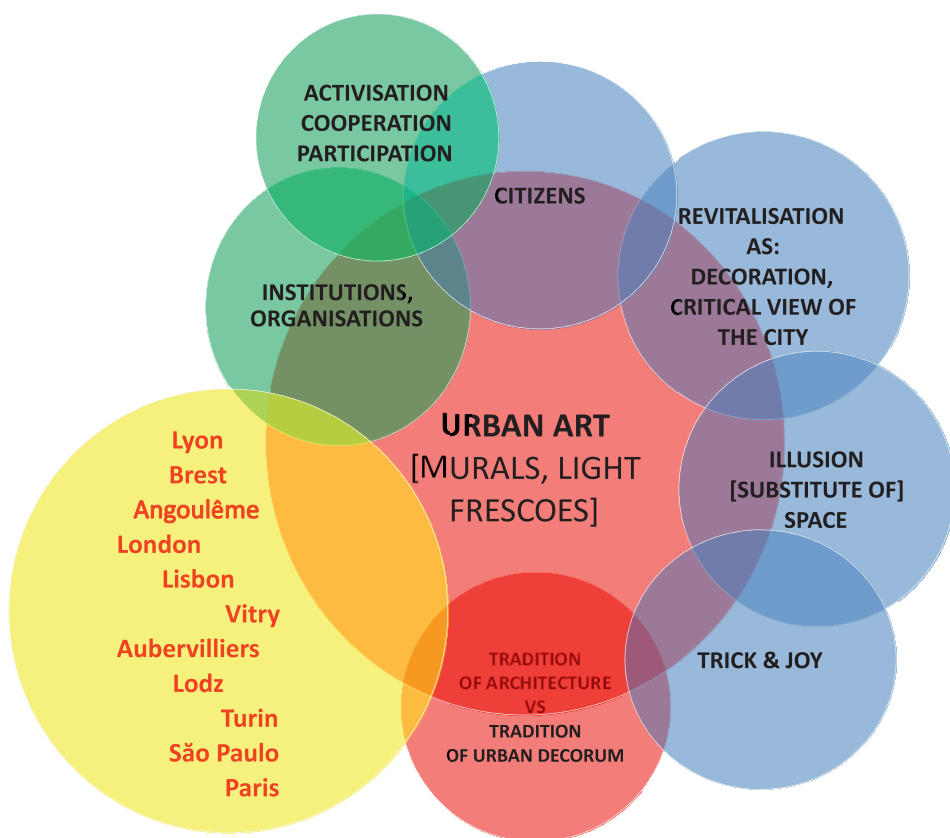 ACTIVISATION
COOPERATION
PARTICIPATION
CITIZENS
REVITALISATION
AS:
DECORATION,
CRITICAL VIEW OF
THE CITY
INSTITUTIONS,
ORGANISATIONS
URBAN ART
[MURALS, LIGHT
FRESCOES]
ILLUSION
[SUBSTITUTE OF]
SPACE
Lyon
Brest
Angoulême
London
Lisbon
Vitry
Aubervilliers
Lodz
Turin
Săo Paulo
Paris
TRICK & JOY
TRADITION
OF ARCHITECTURE
VS
TRADITION
OF URBAN DECORUM